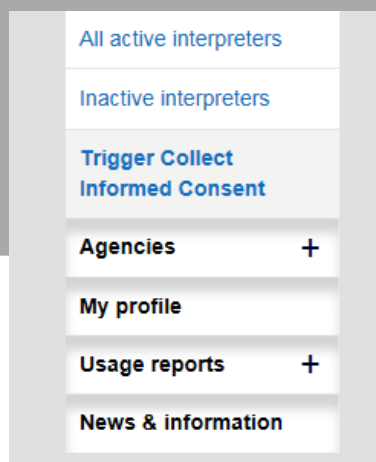 All active interpreters
Inactive interpreters
Trigger Collect
Informed Consent
Agencies +
My profile
Usage reports +
News & information